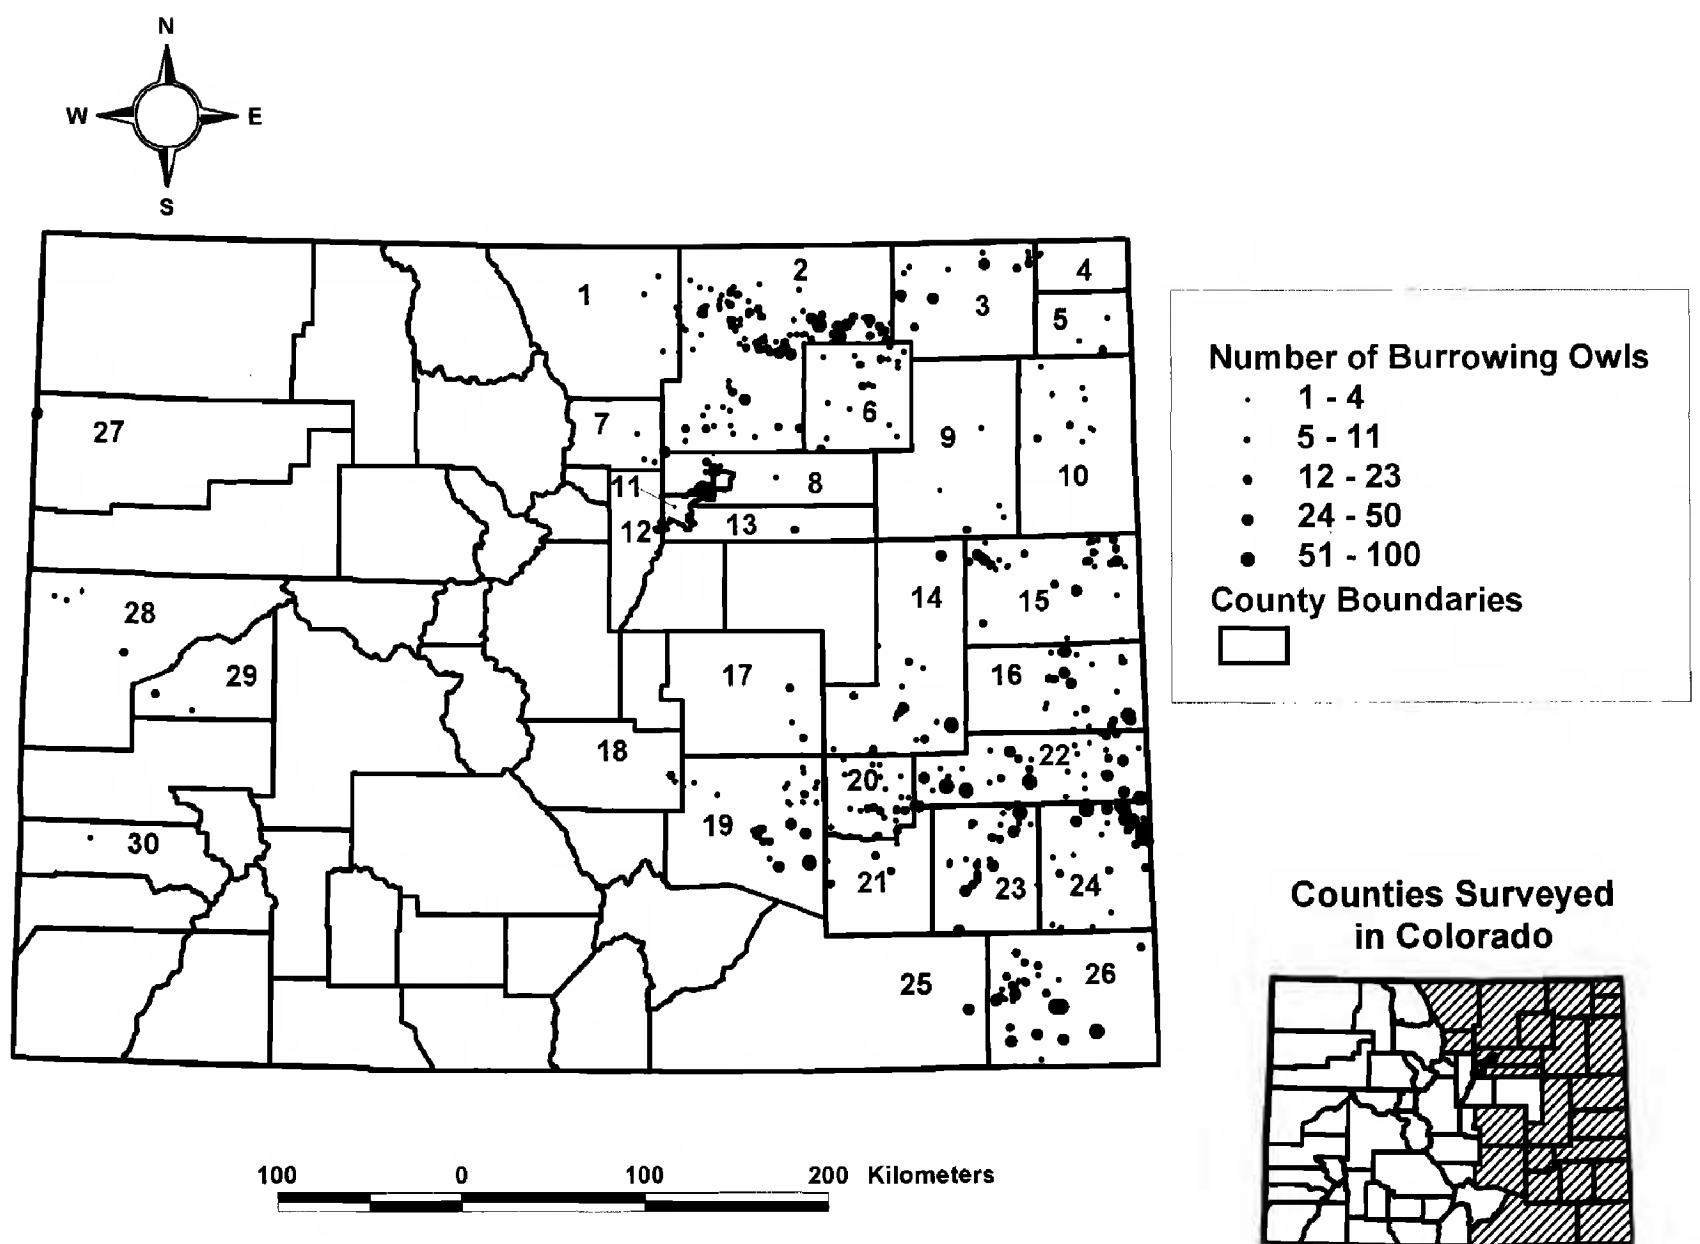 N
W E
S
1
2
3
4
5
6
7
8
9
10
11
12
13
14
15
16
17
18
19
20
21
22
23
24
25
26
27
28
29
30
Number of Burrowing Owls
1 - 4
5 - 11
12 - 23
24 - 50
51 - 100
County Boundaries
Counties Surveyed
in Colorado
100 0 100 200 Kilometers